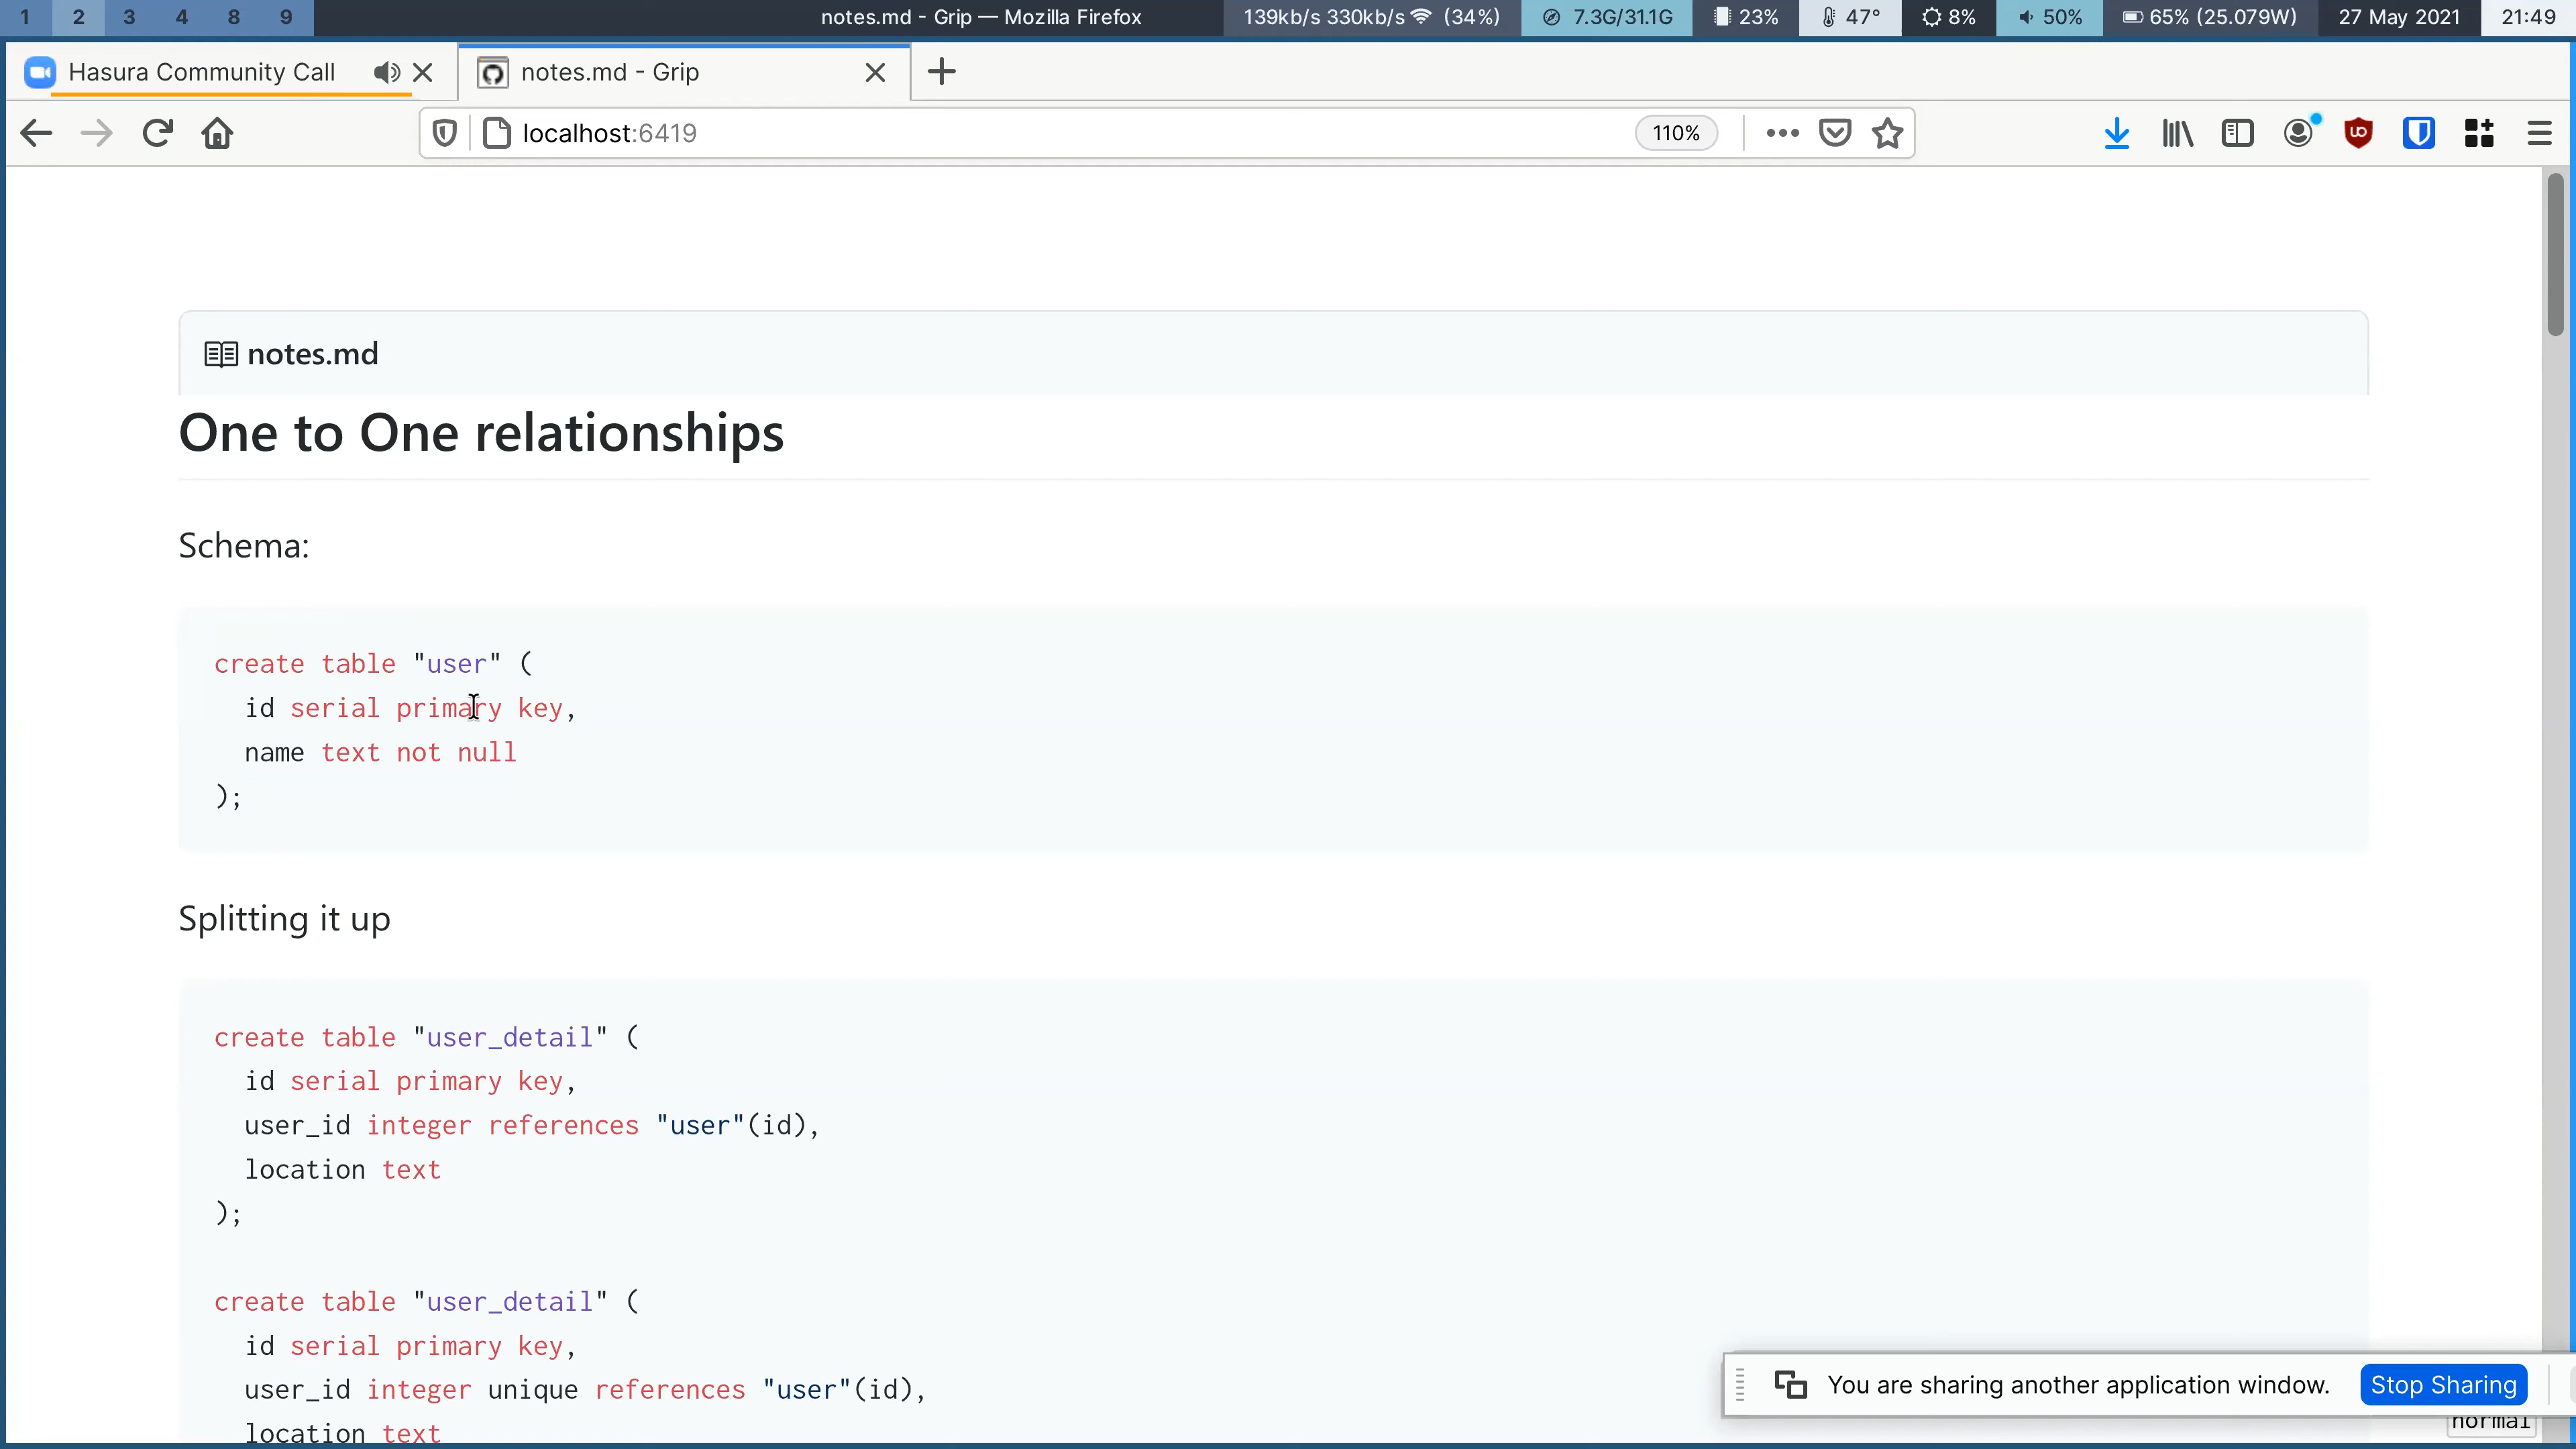 1 2 3 4 8 9 notes.md - Grip — Mozilla Firefox 139kb/s 330kb/s (34%) 7.3G/31.1G 23% 47° 8% 50% 65% (25.079W) 27 May 2021 21:49
Hasura Community Call notes.md - Grip
localhost:6419 110%
notes.md
One to One relationships
Schema:
create table "user" (
id serial primary key,
name text not null
);
Splitting it up
create table "user_detail" (
id serial primary key,
user_id integer references "user"(id),
location text
);
create table "user_detail" (
id serial primary key,
user_id integer unique references "user"(id),
location text
You are sharing another application window. Stop Sharing
normal